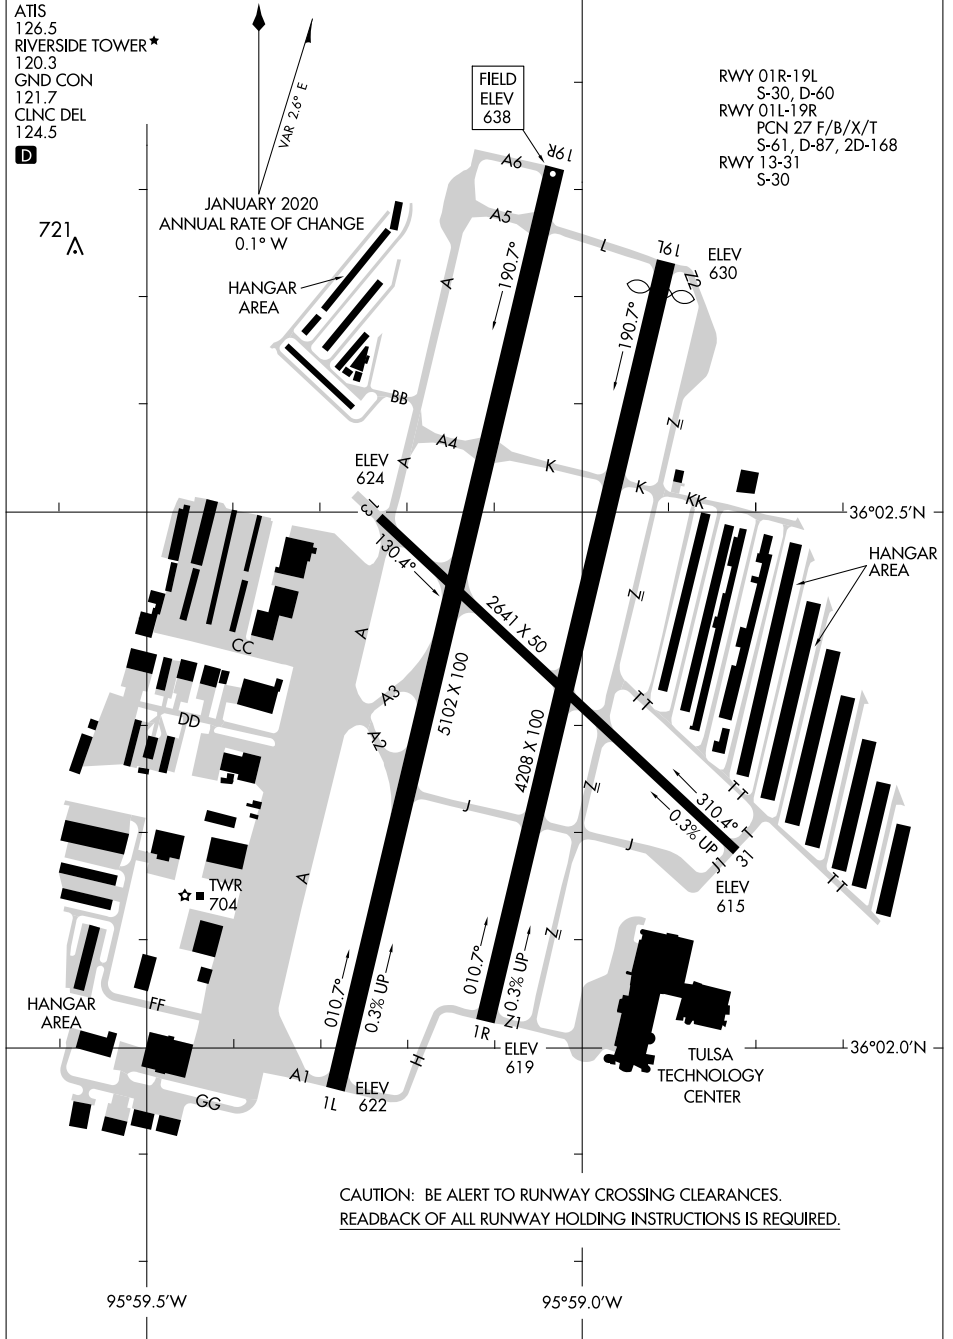 ATIS
126.5
RIVERSIDE TOWER★
120.3
GND CON
121.7
CLNC DEL
124.5
D
VAR 2.6° E
JANUARY 2020
ANNUAL RATE OF CHANGE
0.1° W
FIELD
ELEV
638
RWY 01R-19L
S-30, D-60
RWY 01L-19R
PCN 27 F/B/X/T
S-61, D-87, 2D-168
RWY 13-31
S-30
721
HANGAR
AREA
A6
19R
A5
L
19L
ELEV
630
Z2
A
190.7°
190.7°
BB
A4
A
K
K
KK
Z
ELEV
624
13
130.4°
36°02.5'N
HANGAR
AREA
2641 X 50
Z
A
CC
A3
5102 X 100
TT
DD
A2
4208 X 100
Z
TT
310.4°
0.3% UP
T
J
J
J1
31
ELEV
615
TT
A
TWR
704
Z
010.7°
0.3% UP
010.7°
0.3% UP
HANGAR
AREA
FF
1R
Z1
ELEV
619
36°02.0'N
TULSA
TECHNOLOGY
CENTER
H
A1
GG
1L
ELEV
622
CAUTION: BE ALERT TO RUNWAY CROSSING CLEARANCES.
READBACK OF ALL RUNWAY HOLDING INSTRUCTIONS IS REQUIRED.
95°59.5'W
95°59.0'W